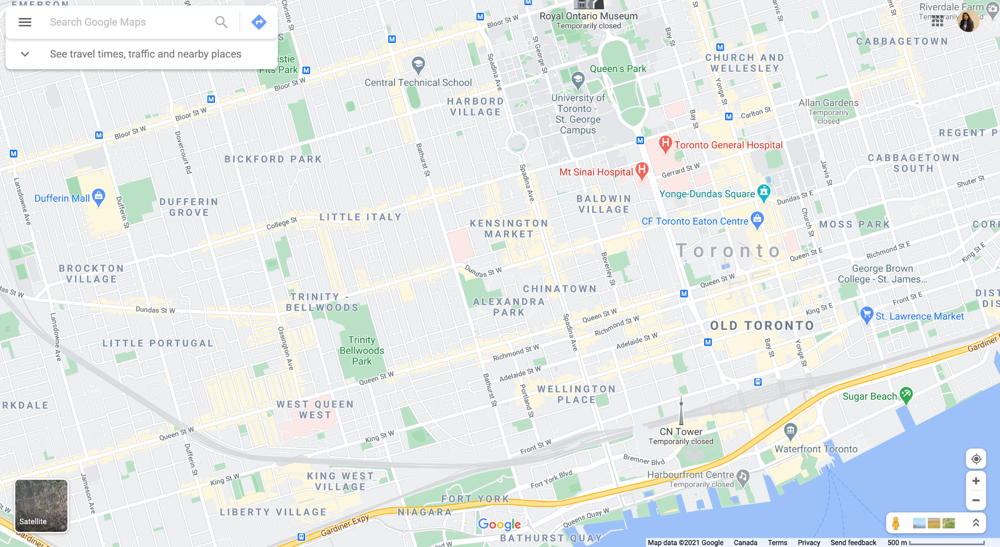 EMERSON
Christie St
Bloor St W
Royal Ontario Museum
Temporarily closed
Riverdale Farm
Search Google Maps
See travel times, traffic and nearby places
Bay St
St George St
CABBAGETOWN
CHURCH AND
WELLESLEY
Pits Park
Spadina Ave.
Queen's Park
Central Technical School
Bloor St W
Yonge St
HARBORD
VILLAGE
University of
Toronto -
St. George
Campus
Allan Gardens
Temporarily
closed
Bloor St W
Carlton St
Bay St
Bloor St W
REGENT P
Dovercourt Rd
Bathurst St
Toronto General Hospital
BICKFORD PARK
CABBAGETOWN
SOUTH
Mt Sinai Hospital
Gerrard St W
Jarvis St
Spadina Ave.
Shuter St
Lansdowne Ave
Dufferin Mall
Dufferin St
DUFFERIN
GROVE
Yonge-Dundas Square
Dundas St E
BALDWIN
VILLAGE
LITTLE ITALY
College St
KENSINGTON
MARKET
CF Toronto Eaton Centre
Church St
MOSS PARK
CORK
Toronto
Queen St E
Richmond St E
King St E
BROCKTON
VILLAGE
Dundas St W
Beverley St
George Brown
College - St. James...
Queen St W
CHINATOWN
das St W
Dundas St W
TRINITY -
BELLWOODS
ALEXANDRA
PARK
Front St E
DIST
DIS
King St E
Queen St W
Richmond St W
St. Lawrence Market
OLD TORONTO
Lansdowne Ave
LITTLE PORTUGAL
Ossington Ave
Trinity
Bellwoods
Park
Spadina Ave.
Adelaide St W
Bay St
Yonge St
Gardiner E
Richmond St W
Queen St W
Adelaide St W
Bathurst St
Portland St
WELLINGTON
PLACE
Sugar Beach
RKDALE
WEST QUEEN
WEST
Queen St W
King St W
CN Tower
Temporarily closed
Front St W
Waterfront Toronto
Dufferin St
Bremner Blvd
King St W
KING WEST
VILLAGE
Fort York Blvd
Harbourfront Centre
Temporarily closed
Jameson Ave
FORT YORK
LIBERTY VILLAGE
NIAGARA
Satellite
Gardiner Expy
Queens Quay W
Google
BATHURST QUAY
Gardiner
Map data ©2021 Google Canada Terms Privacy Send feedback 500 m